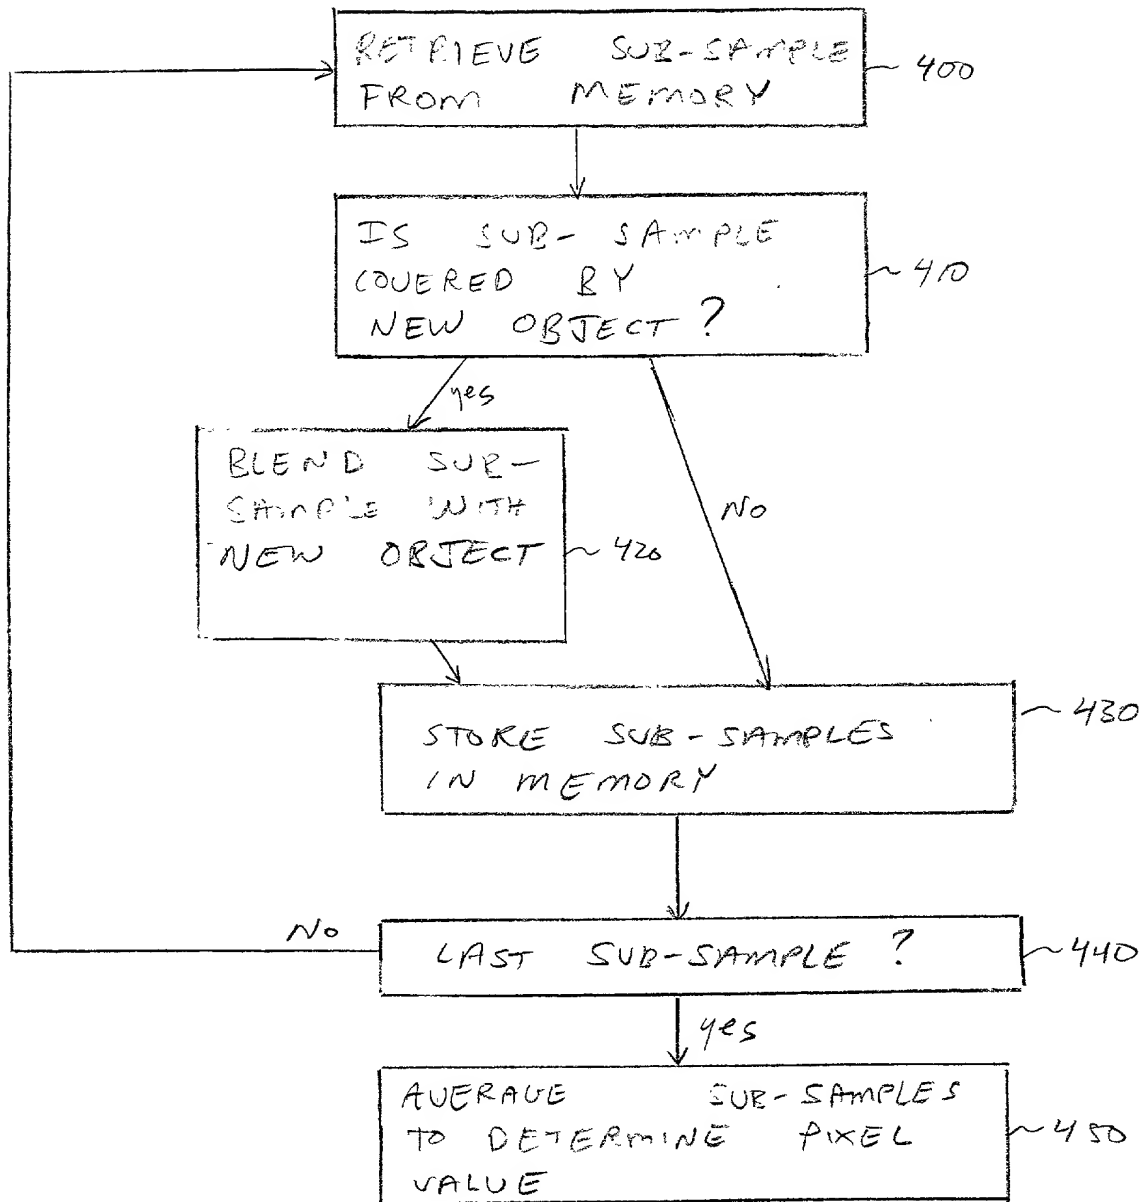 RETRIEVE SUB-SAMPLE
FROM MEMORY
~ 400
IS SUB-SAMPLE
COVERED BY
NEW OBJECT?
~ 410
yes
No
BLEND SUB-
SAMPLE WITH
NEW OBJECT
~ 420
STORE SUB-SAMPLES
IN MEMORY
~ 430
No
LAST SUB-SAMPLE ?
~ 440
yes
AVERAGE SUB-SAMPLES
TO DETERMINE PIXEL
VALUE
~ 450